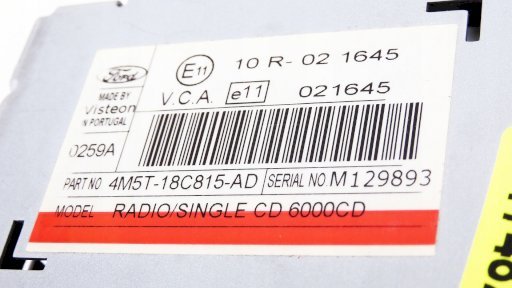 Ford
E11 10 R- 02 1645
MADE BY
Visteon
V.C.A. e11 021645
N PORTUGAL
0259A
PART NO 4M5T-18C815-AD SERIAL NO. M129893
MODEL RADIO/SINGLE CD 6000CD